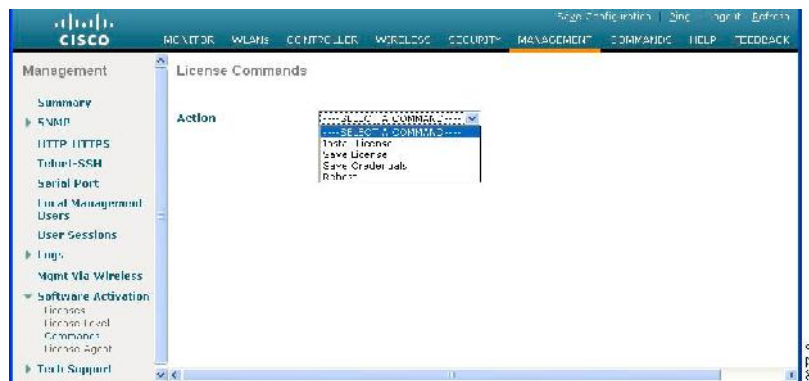 Save Configuration | Ping | Logout | Refresh
CISCO
MONITOR WLANs CONTROLLER WIRELESS SECURITY MANAGEMENT COMMANDS HELP FEEDBACK
Management
License Commands
Summary
SNMP
HTTP-HTTPS
Telnet-SSH
Serial Port
Local Management
Users
User Sessions
Logs
Mgmt Via Wireless
Software Activation
Licenses
License Level
Commands
License Agent
Tech Support
Action
----SELECT A COMMAND----
----SELECT A COMMAND----
Install License
Save License
Save Credentials
Reboot